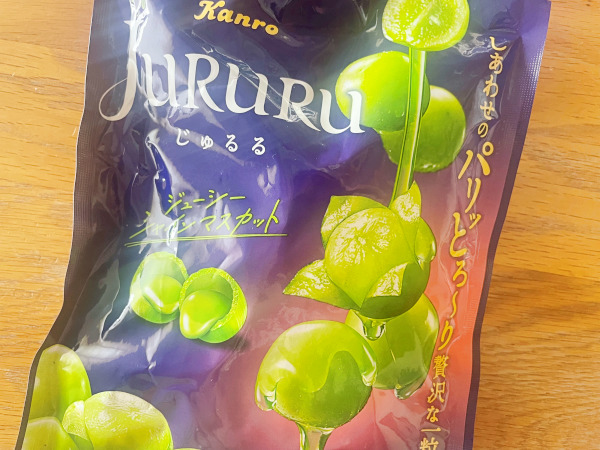 Kanro
JURURU
じゅるる
ジューシー
シャインマスカット
しあわせのパリッとろ〜り贅沢な一粒